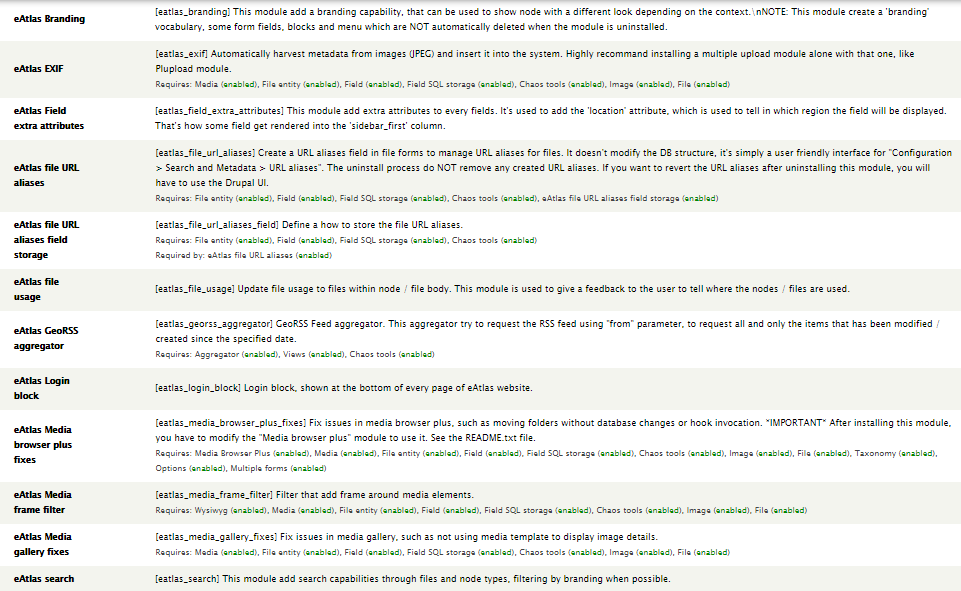 eAtlas Branding
[eatlas_branding] This module add a branding capability, that can be used to show node with a different look depending on the context.\nNOTE: This module create a 'branding'
vocabulary, some form fields, blocks and menu which are NOT automatically deleted when the module is uninstalled.
eAtlas EXIF
[eatlas_exif] Automatically harvest metadata from images (JPEG) and insert it into the system. Highly recommand installing a multiple upload module alone with that one, like
Plupload module.
Requires: Media (enabled), File entity (enabled), Field (enabled), Field SQL storage (enabled), Chaos tools (enabled), Image (enabled), File (enabled)
eAtlas Field
extra attributes
[eatlas_field_extra_attributes] This module add extra attributes to every fields. It's used to add the 'location' attribute, which is used to tell in which region the field will be displayed.
That's how some field get rendered into the 'sidebar_first' column.
eAtlas file URL
aliases
[eatlas_file_url_aliases] Create a URL aliases field in file forms to manage URL aliases for files. It doesn't modify the DB structure, it's simply a user friendly interface for "Configuration
> Search and Metadata > URL aliases". The uninstall process do NOT remove any created URL aliases. If you want to revert the URL aliases after uninstalling this module, you will
have to use the Drupal UI.
Requires: File entity (enabled), Field (enabled), Field SQL storage (enabled), Chaos tools (enabled), eAtlas file URL aliases field storage (enabled)
eAtlas file URL
aliases field
storage
[eatlas_file_url_aliases_field] Define a how to store the file URL aliases.
Requires: File entity (enabled), Field (enabled), Field SQL storage (enabled), Chaos tools (enabled)
Required by: eAtlas file URL aliases (enabled)
eAtlas file
usage
[eatlas_file_usage] Update file usage to files within node / file body. This module is used to give a feedback to the user to tell where the nodes / files are used.
eAtlas GeoRSS
aggregator
[eatlas_georss_aggregator] GeoRSS Feed aggregator. This aggregator try to request the RSS feed using "from" parameter, to request all and only the items that has been modified /
created since the specified date.
Requires: Aggregator (enabled), Views (enabled), Chaos tools (enabled)
eAtlas Login
block
[eatlas_login_block] Login block, shown at the bottom of every page of eAtlas website.
eAtlas Media
browser plus
fixes
[eatlas_media_browser_plus_fixes] Fix issues in media browser plus, such as moving folders without database changes or hook invocation. *IMPORTANT* After installing this module,
you have to modify the "Media browser plus" module to use it. See the README.txt file.
Requires: Media Browser Plus (enabled), Media (enabled), File entity (enabled), Field (enabled), Field SQL storage (enabled), Chaos tools (enabled), Image (enabled), File (enabled), Taxonomy (enabled),
Options (enabled), Multiple forms (enabled)
eAtlas Media
frame filter
[eatlas_media_frame_filter] Filter that add frame around media elements.
Requires: Wysiwyg (enabled), Media (enabled), File entity (enabled), Field (enabled), Field SQL storage (enabled), Chaos tools (enabled), Image (enabled), File (enabled)
eAtlas Media
gallery fixes
[eatlas_media_gallery_fixes] Fix issues in media gallery, such as not using media template to display image details.
Requires: Media (enabled), File entity (enabled), Field (enabled), Field SQL storage (enabled), Chaos tools (enabled), Image (enabled), File (enabled)
eAtlas search
[eatlas_search] This module add search capabilities through files and node types, filtering by branding when possible.